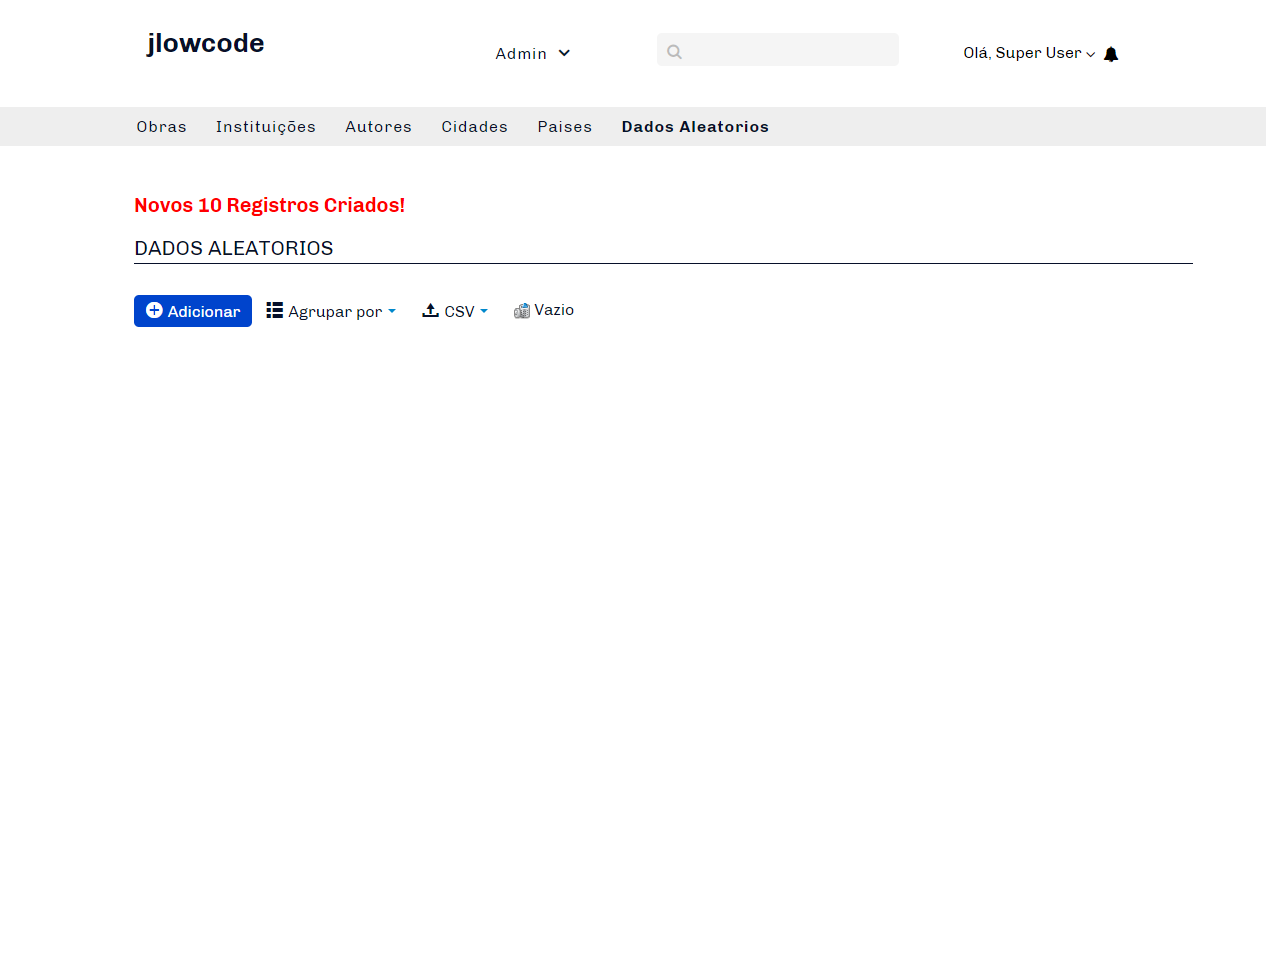 jlowcode
Admin
Olá, Super User
Obras Instituições Autores Cidades Paises Dados Aleatorios
Novos 10 Registros Criados!
DADOS ALEATORIOS
Adicionar Agrupar por CSV Vazio